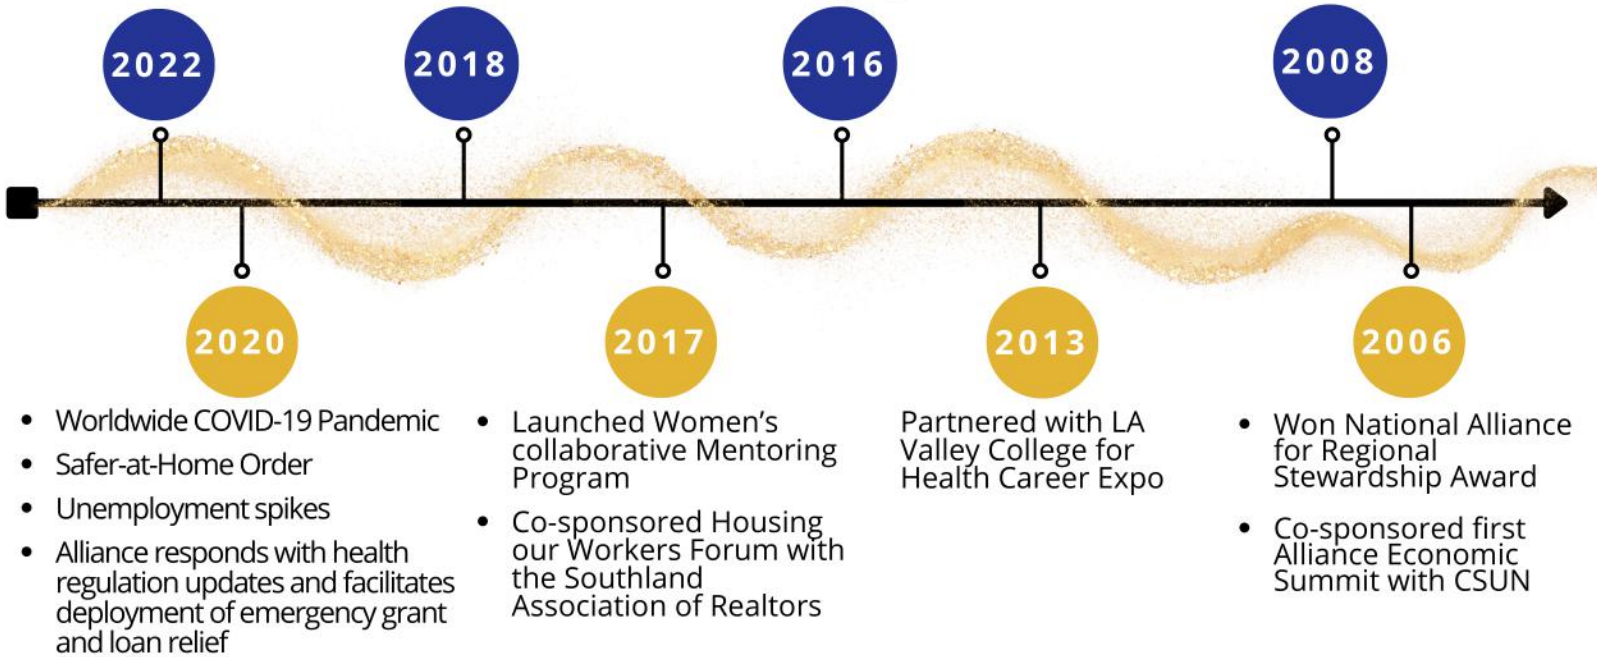 2022
2018
2016
2008
2020
2017
2013
2006
• Worldwide COVID-19 Pandemic
• Safer-at-Home Order
• Unemployment spikes
• Alliance responds with health
regulation updates and facilitates
deployment of emergency grant
and loan relief
• Launched Women’s
collaborative Mentoring
Program
• Co-sponsored Housing
our Workers Forum with
the Southland
Association of Realtors
Partnered with LA
Valley College for
Health Career Expo
• Won National Alliance
for Regional
Stewardship Award
• Co-sponsored first
Alliance Economic
Summit with CSUN